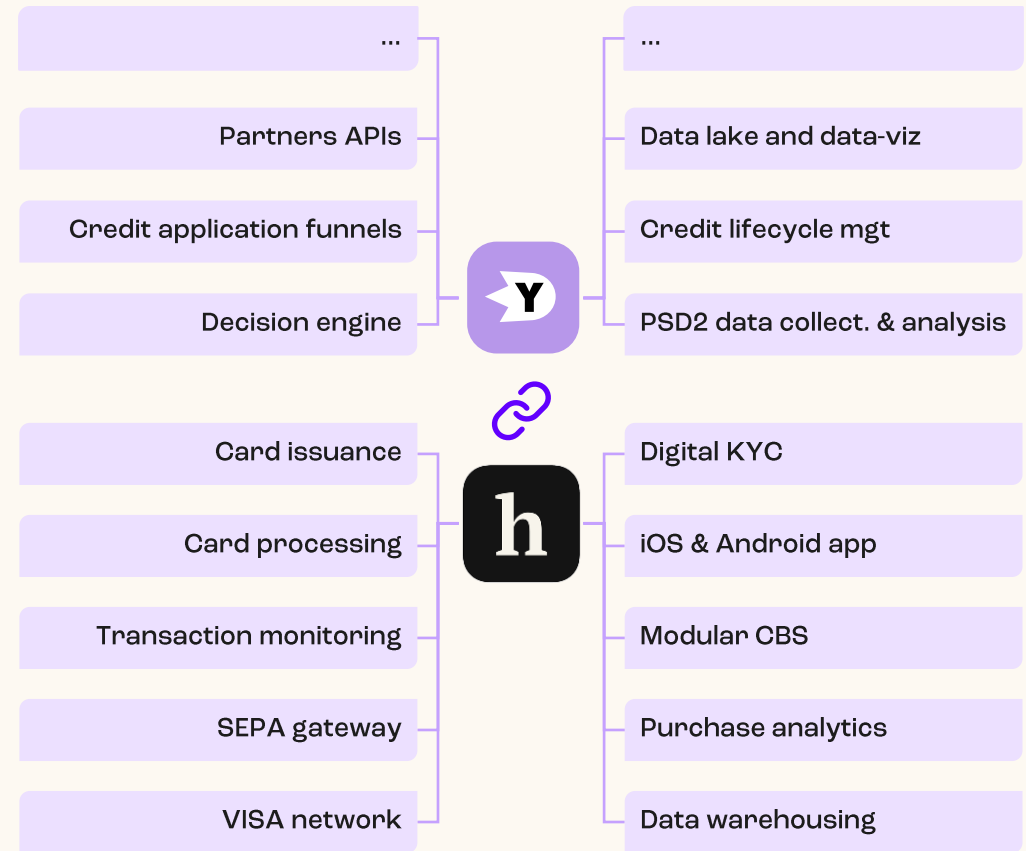 ...
...
Partners APIs
Data lake and data-viz
Credit application funnels
Credit lifecycle mgt
Y
Decision engine
PSD2 data collect. & analysis
Card issuance
Digital KYC
h
Card processing
iOS & Android app
Transaction monitoring
Modular CBS
SEPA gateway
Purchase analytics
VISA network
Data warehousing